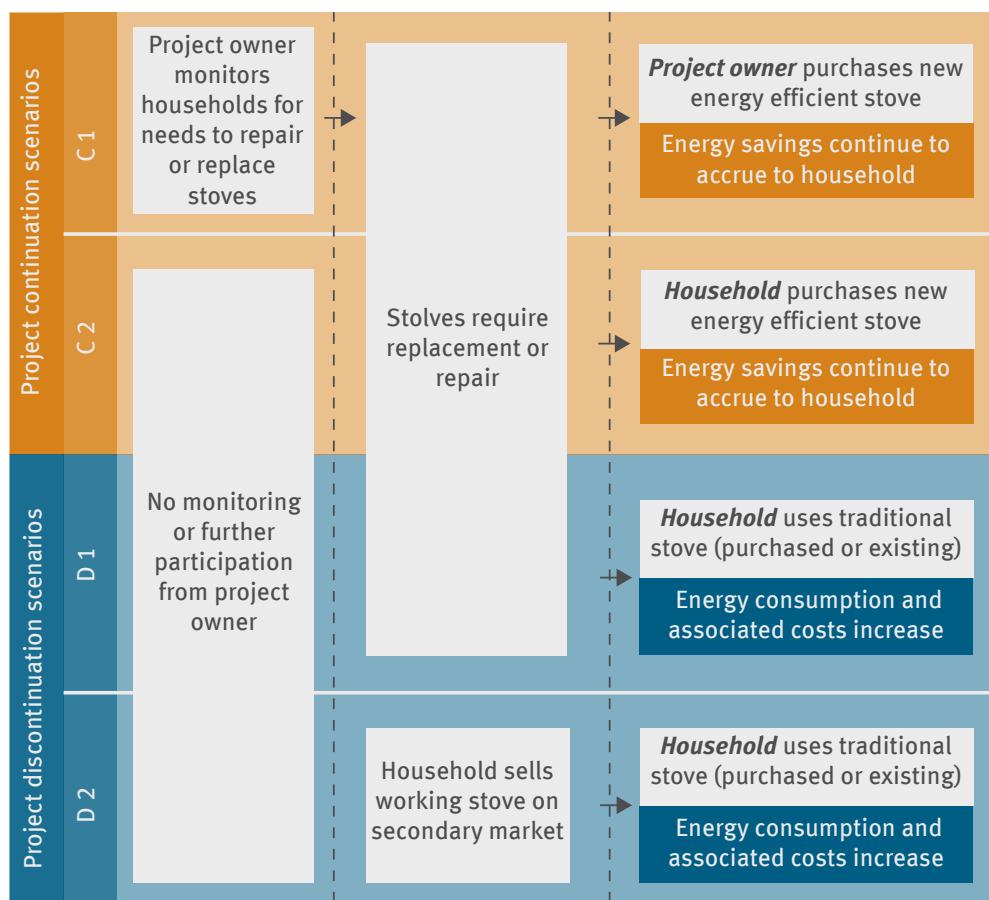 Project continuation scenarios
C 1
Project owner
monitors
households for
needs to repair
or replace
stoves
Project owner purchases new
energy efficient stove
Energy savings continue to
accrue to household
C 2
Stolves require
replacement or
repair
Household purchases new
energy efficient stove
Energy savings continue to
accrue to household
Project discontinuation scenarios
D 1
No monitoring
or further
participation
from project
owner
Household uses traditional
stove (purchased or existing)
Energy consumption and
associated costs increase
D 2
Household sells
working stove on
secondary market
Household uses traditional
stove (purchased or existing)
Energy consumption and
associated costs increase